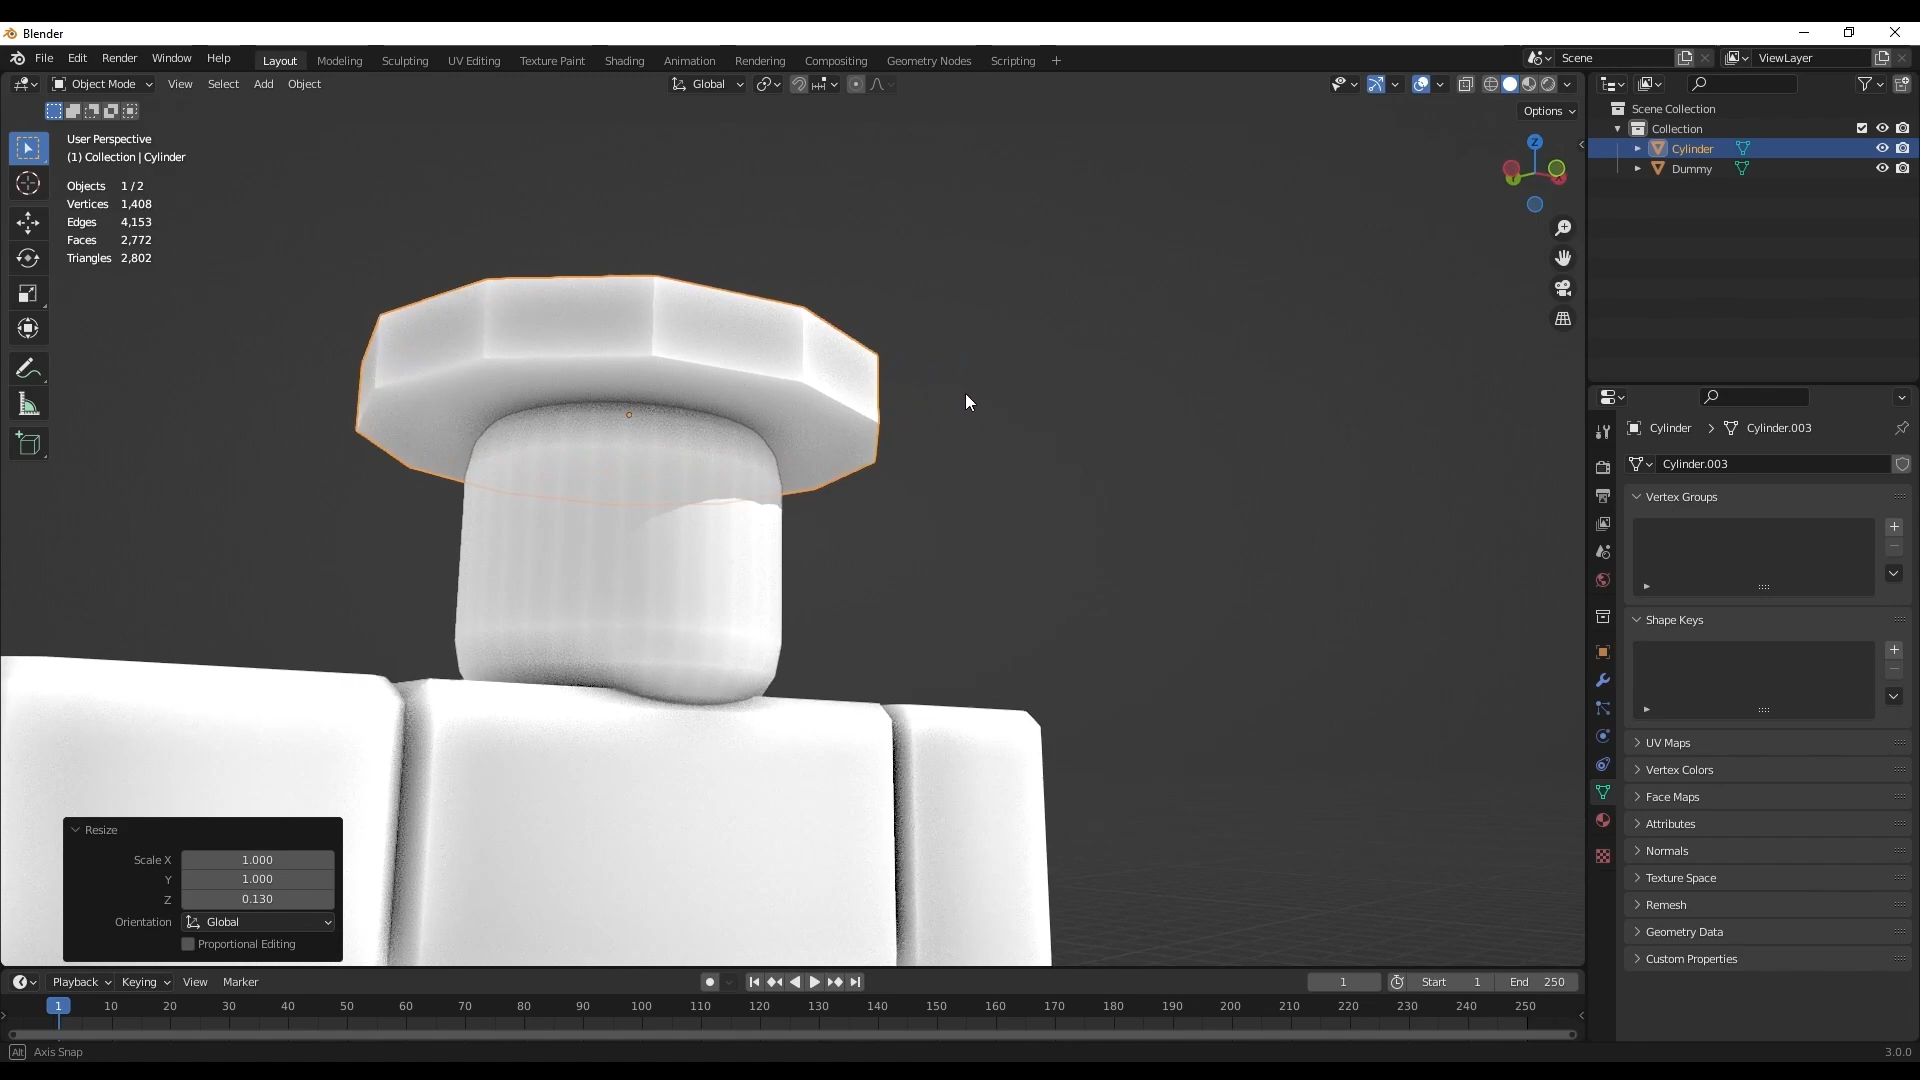 Blender
File Edit Render Window Help Layout Modeling Sculpting UV Editing Texture Paint Shading Animation Rendering Compositing Geometry Nodes Scripting + Scene ViewLayer
Object Mode View Select Add Object Global
Options
User Perspective
(1) Collection | Cylinder
Objects 1 / 2
Vertices 1,408
Edges 4,153
Faces 2,772
Triangles 2,802
Z
Y
Scene Collection
Collection
Cylinder
Dummy
Cylinder > Cylinder.003
Cylinder.003
Vertex Groups
Shape Keys
UV Maps
Vertex Colors
Face Maps
Attributes
Normals
Texture Space
Remesh
Geometry Data
Custom Properties
Resize
Scale X 1.000
Y 1.000
Z 0.130
Orientation Global
Proportional Editing
Playback Keying View Marker 1 Start 1 End 250
1 10 20 30 40 50 60 70 80 90 100 110 120 130 140 150 160 170 180 190 200 210 220 230 240 250
Alt Axis Snap 3.0.0